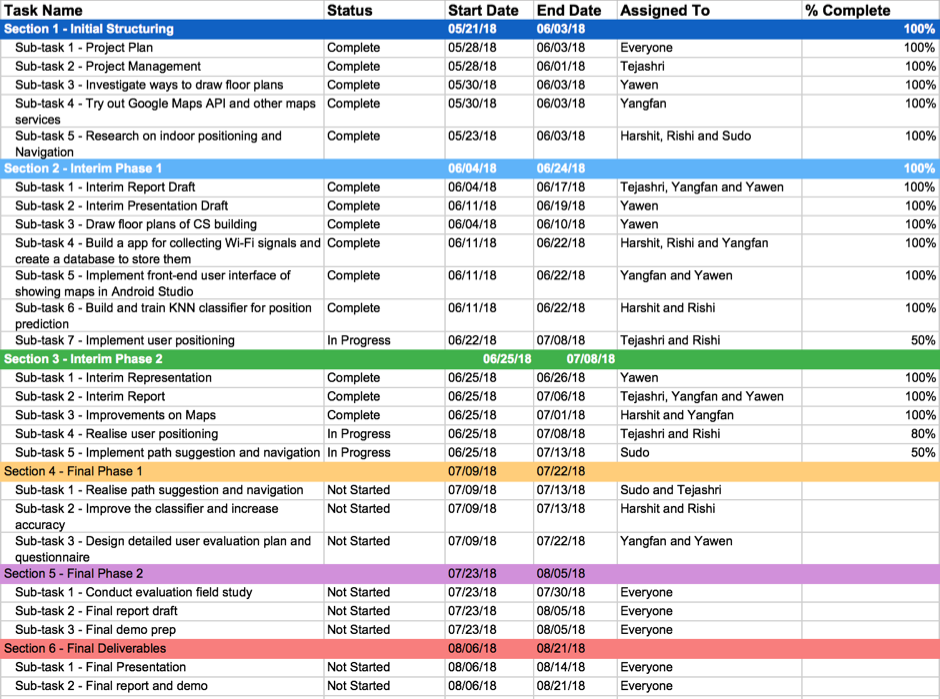 Task Name Status Start Date End Date Assigned To % Complete
Section 1 - Initial Structuring 05/21/18 06/03/18 100%
Sub-task 1 - Project Plan Complete 05/28/18 06/03/18 Everyone 100%
Sub-task 2 - Project Management Complete 05/28/18 06/01/18 Tejashri 100%
Sub-task 3 - Investigate ways to draw floor plans Complete 05/30/18 06/03/18 Yawen 100%
Sub-task 4 - Try out Google Maps API and other maps Complete 05/30/18 06/03/18 Yangfan 100%
services
Sub-task 5 - Research on indoor positioning and Complete 05/23/18 06/03/18 Harshit, Rishi and Sudo 100%
Navigation
Section 2 - Interim Phase 1 06/04/18 06/24/18 100%
Sub-task 1 - Interim Report Draft Complete 06/04/18 06/17/18 Tejashri, Yangfan and Yawen 100%
Sub-task 2 - Interim Presentation Draft Complete 06/11/18 06/19/18 Yawen 100%
Sub-task 3 - Draw floor plans of CS building Complete 06/04/18 06/10/18 Yawen 100%
Sub-task 4 - Build a app for collecting Wi-Fi signals and Complete 06/11/18 06/22/18 Harshit, Rishi and Yangfan 100%
create a database to store them
Sub-task 5 - Implement front-end user interface of Complete 06/11/18 06/22/18 Yangfan and Yawen 100%
showing maps in Android Studio
Sub-task 6 - Build and train KNN classifier for position Complete 06/11/18 06/22/18 Harshit and Rishi 100%
prediction
Sub-task 7 - Implement user positioning In Progress 06/22/18 07/08/18 Tejashri and Rishi 50%
Section 3 - Interim Phase 2 06/25/18 07/08/18
Sub-task 1 - Interim Representation Complete 06/25/18 06/26/18 Yawen 100%
Sub-task 2 - Interim Report Complete 06/25/18 07/06/18 Tejashri, Yangfan and Yawen 100%
Sub-task 3 - Improvements on Maps Complete 06/25/18 07/01/18 Harshit and Yangfan 100%
Sub-task 4 - Realise user positioning In Progress 06/25/18 07/08/18 Tejashri and Rishi 80%
Sub-task 5 - Implement path suggestion and navigation In Progress 06/25/18 07/13/18 Sudo 50%
Section 4 - Final Phase 1 07/09/18 07/22/18
Sub-task 1 - Realise path suggestion and navigation Not Started 07/09/18 07/13/18 Sudo and Tejashri
Sub-task 2 - Improve the classifier and increase Not Started 07/09/18 07/13/18 Harshit and Rishi
accuracy
Sub-task 3 - Design detailed user evaluation plan and Not Started 07/09/18 07/22/18 Yangfan and Yawen
questionnaire
Section 5 - Final Phase 2 07/23/18 08/05/18
Sub-task 1 - Conduct evaluation field study Not Started 07/23/18 07/30/18 Everyone
Sub-task 2 - Final report draft Not Started 07/23/18 08/05/18 Everyone
Sub-task 3 - Final demo prep Not Started 07/23/18 08/05/18 Everyone
Section 6 - Final Deliverables 08/06/18 08/21/18
Sub-task 1 - Final Presentation Not Started 08/06/18 08/14/18 Everyone
Sub-task 2 - Final report and demo Not Started 08/06/18 08/21/18 Everyone